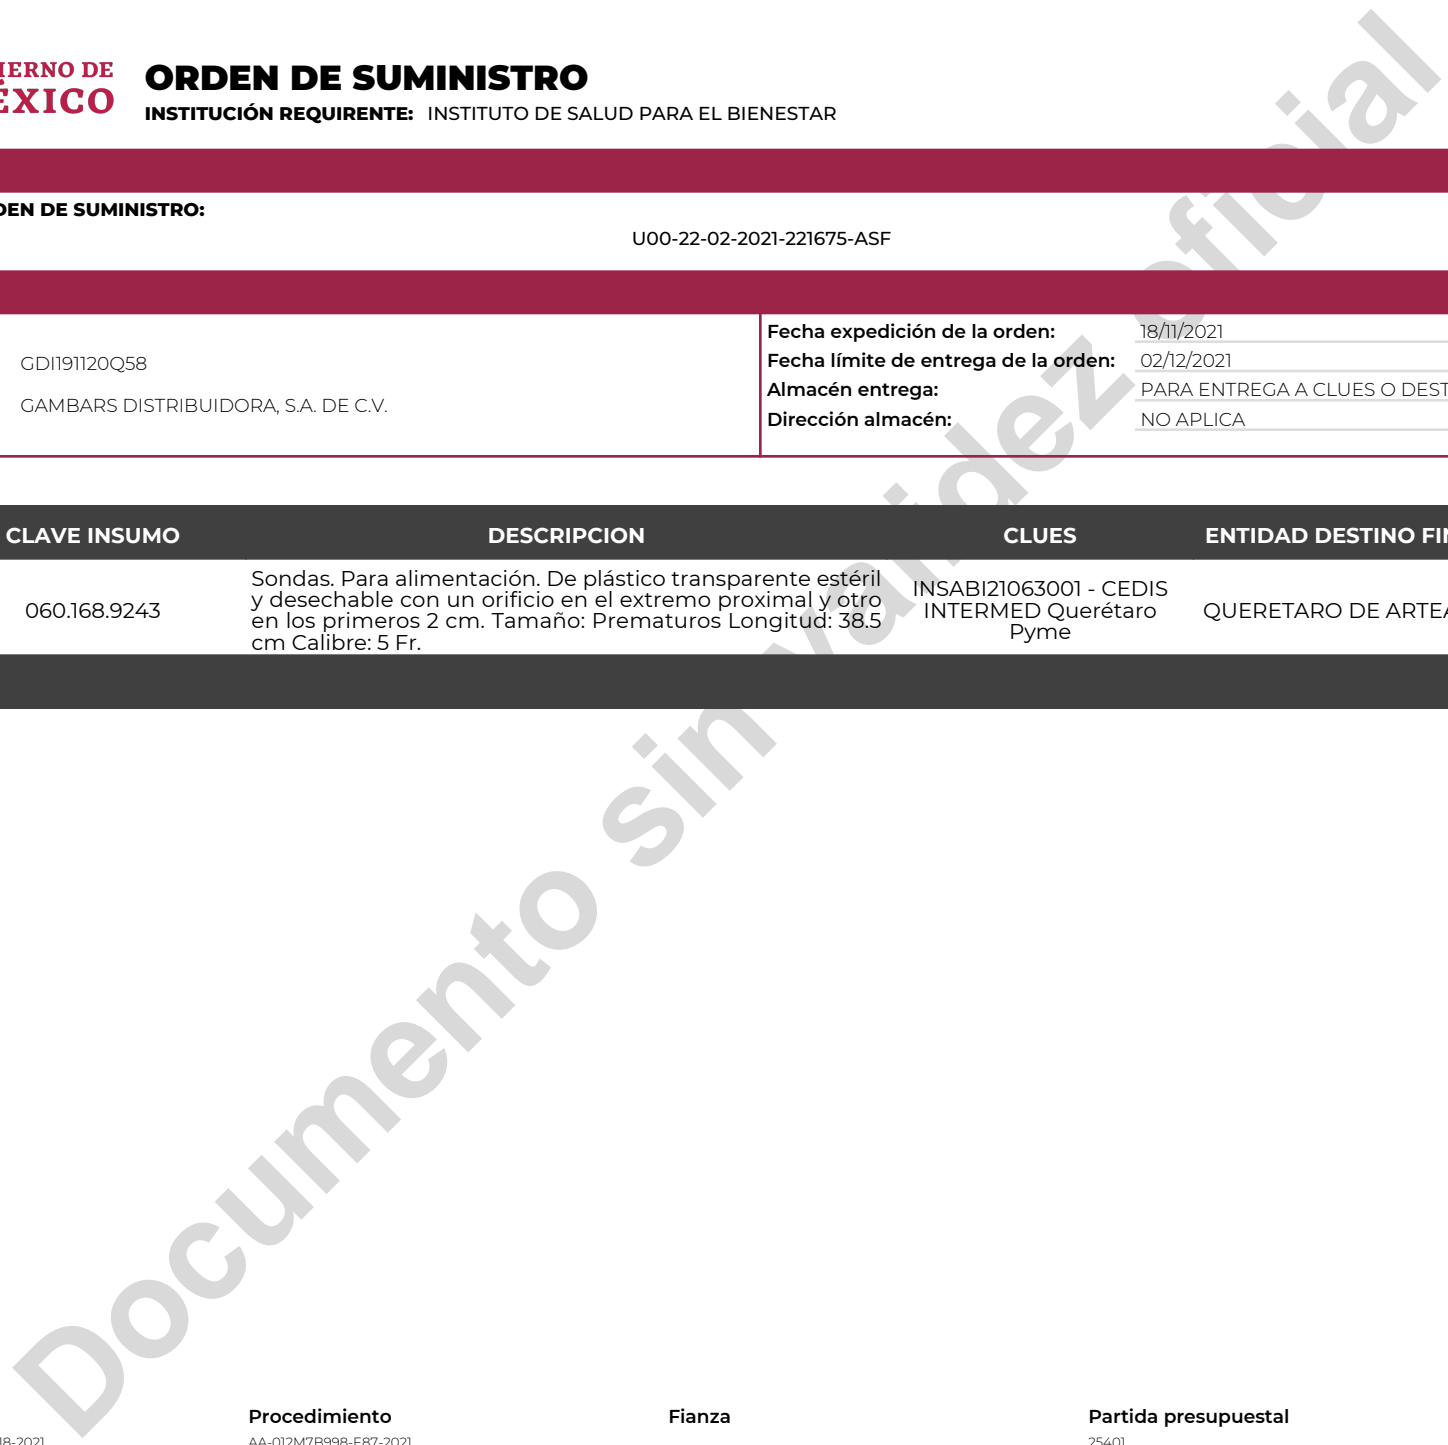 ORDEN DE SUMINISTRO
INSTITUCIÓN REQUIRENTE: INSTITUTO DE SALUD PARA EL BIENESTAR
DE
ÉXICO
DE SUMINISTRO:
U00-22-02-2021-221675-ASF
GDI191120Q58
GAMBARS DISTRIBUIDORA, S.A. DE C.V.
Fecha expedición de la orden: 18/11/2021
Fecha límite de entrega de la orden: 02/12/2021
Almacén entrega: PARA ENTREGA A CLUES O DEST
Dirección almacén: NO APLICA
CLAVE INSUMO DESCRIPCION CLUES ENTIDAD DESTINO
060.168.9243
Sondas. Para alimentación. De plástico transparente estéril
y desechable con un orificio en el extremo proximal y otro
en los primeros 2 cm. Tamaño: Prematuros Longitud: 38.5
cm Calibre: 5 Fr.
INSABI21063001 - CEDIS
INTERMED Querétaro
Pyme
QUERETARO DE
Documento sin validez oficial
Procedimiento Fianza Partida presupuestal
AA-012M7B998-E87-2021
25401